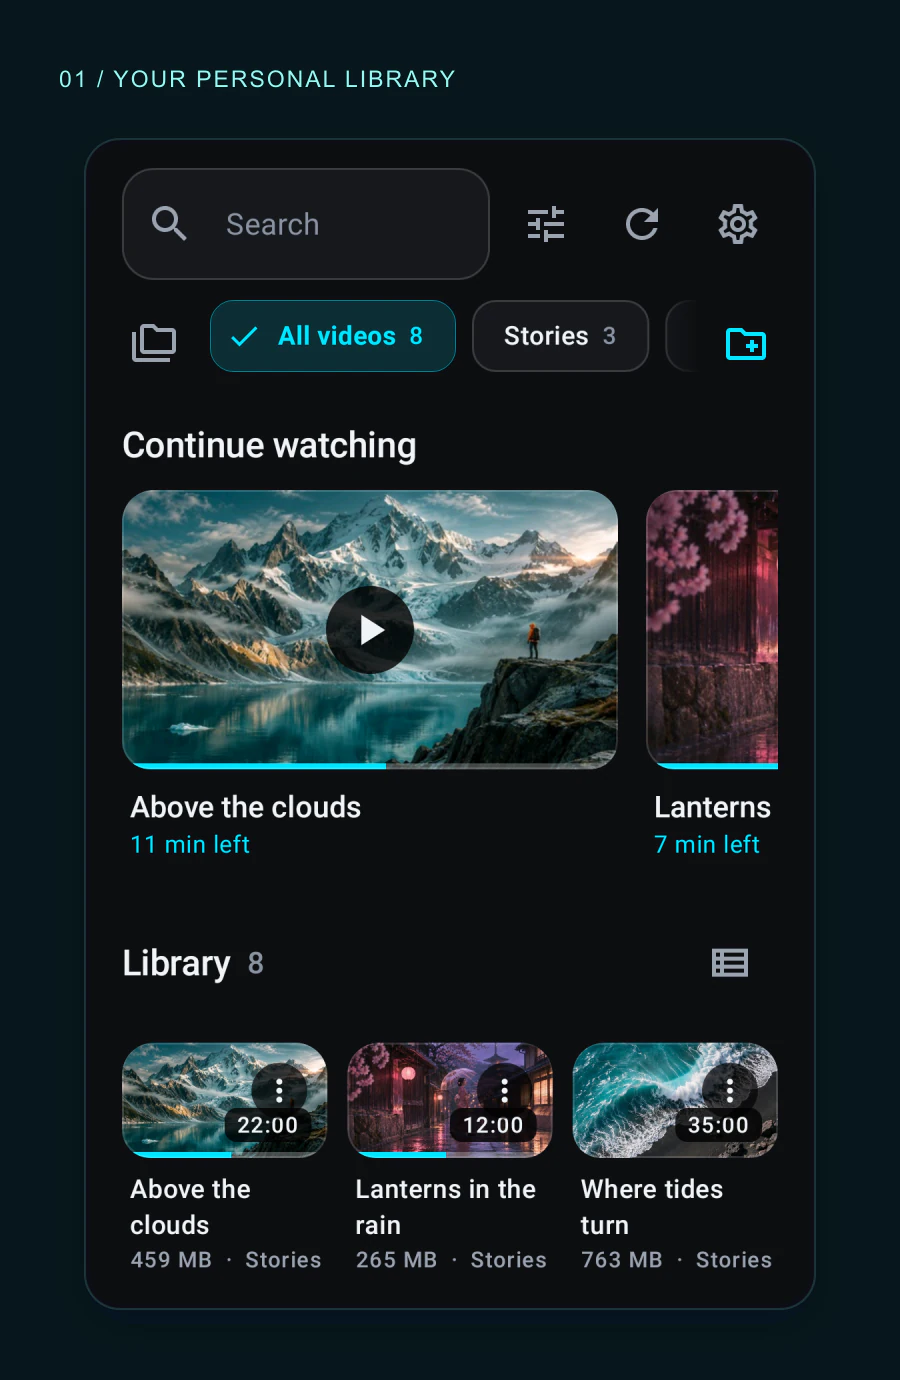 01 / YOUR PERSONAL LIBRARY
Search
All videos 8
Stories 3
Continue watching
Above the clouds
11 min left
Lanterns
7 min left
Library 8
22:00
12:00
35:00
Above the
clouds
459 MB · Stories
Lanterns in the
rain
265 MB · Stories
Where tides
turn
763 MB · Stories